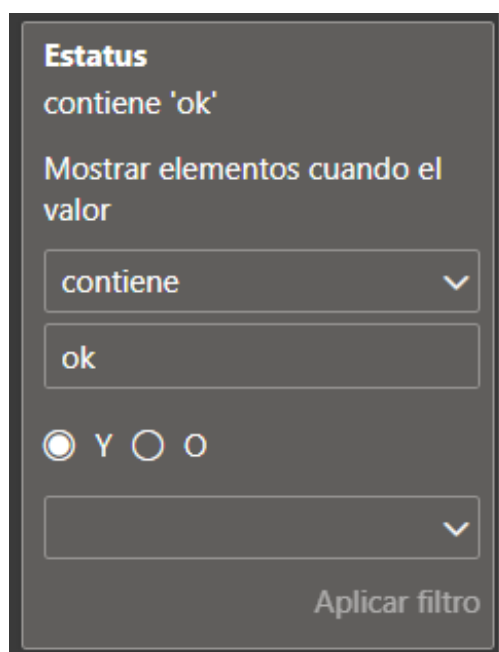 Estatus
contiene 'ok'
Mostrar elementos cuando el
valor
contiene
ok
Y O
Aplicar filtro